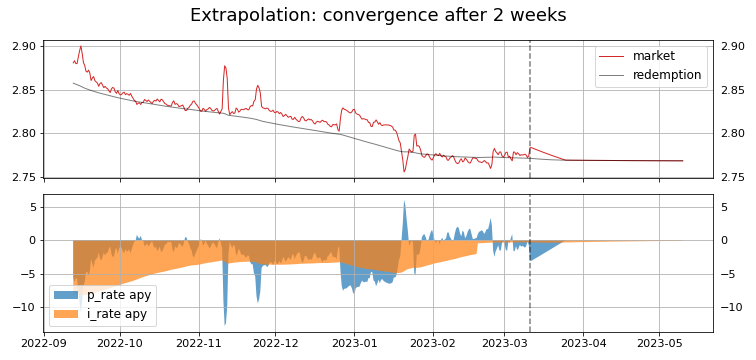 Extrapolation: convergence after 2 weeks
2.90
2.85
2.80
2.75
market
redemption
2.90
2.85
2.80
2.75
5
0
−5
−10
p_rate apy
i_rate apy
5
0
−5
−10
2022-09 2022-10 2022-11 2022-12 2023-01 2023-02 2023-03 2023-04 2023-05